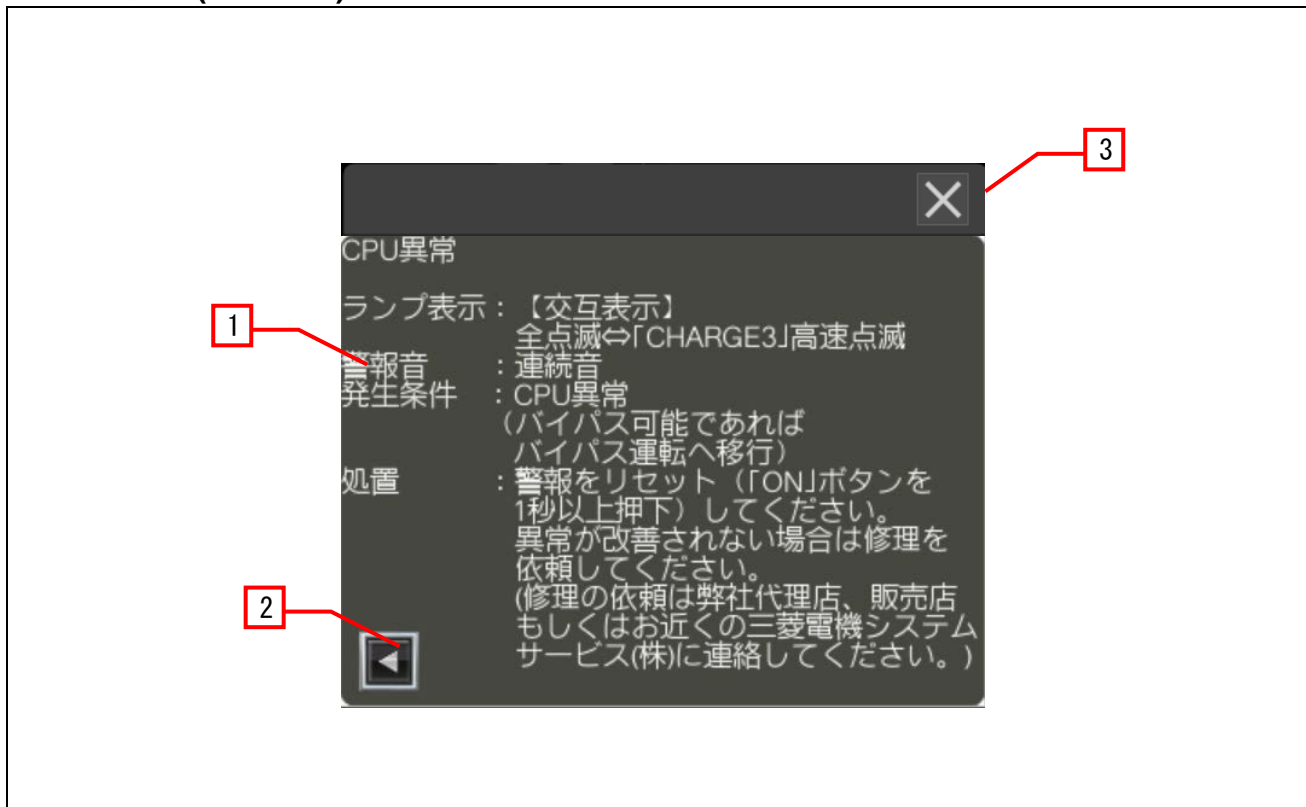 3
CPU異常
ランプ表示：【交互表示】
全点滅⇔「CHARGE3」高速点滅
1
警報音　：連続音
発生条件　：CPU異常
（バイパス可能であれば
バイパス運転へ移行）
処置　：警報をリセット（「ON」ボタンを
1秒以上押下）してください。
異常が改善されない場合は修理を
依頼してください。
(修理の依頼は弊社代理店、販売店
2
もしくはお近くの三菱電機システム
サービス(株)に連絡してください。)